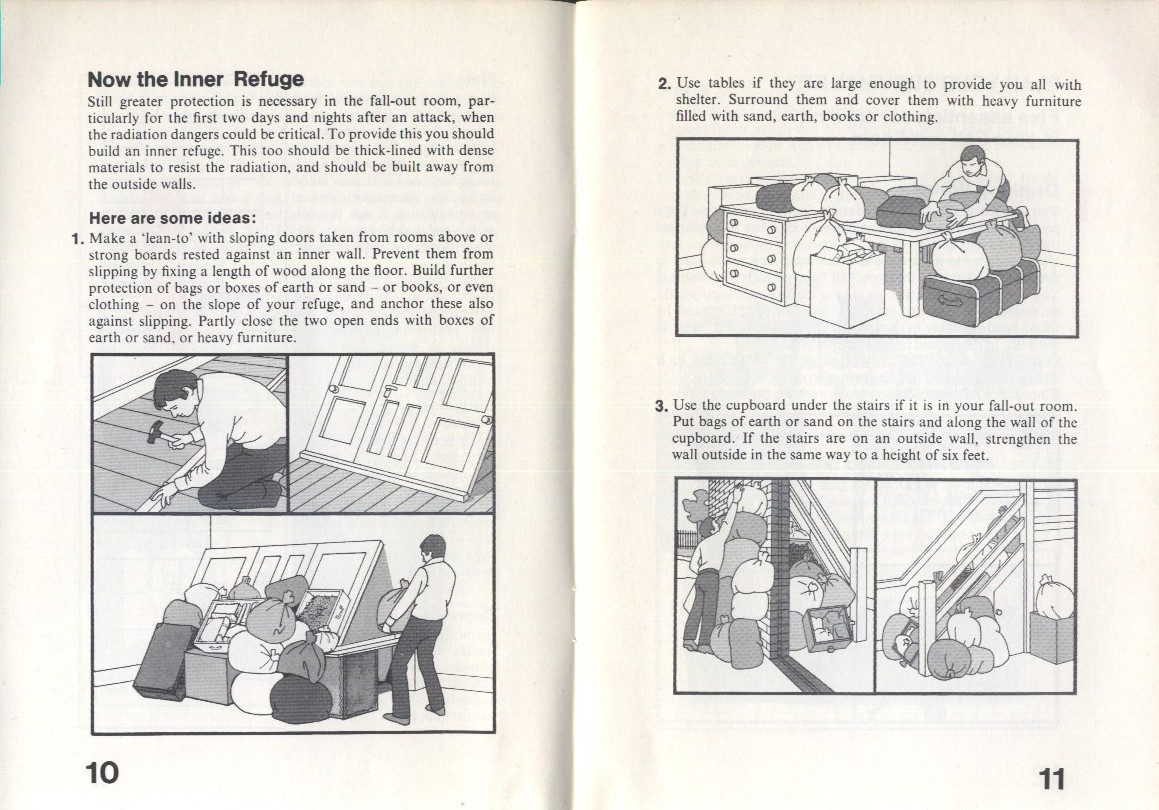 Now the Inner Refuge
Still greater protection is necessary in the fall-out room, par-
ticularly for the first two days and nights after an attack, when
the radiation dangers could be critical. To provide this you should
build an inner refuge. This too should be thick-lined with dense
materials to resist the radiation, and should be built away from
the outside walls.
Here are some ideas:
1. Make a ‘lean-to’ with sloping doors taken from rooms above or
strong boards rested against an inner wall. Prevent them from
slipping by fixing a length of wood along the floor. Build further
protection of bags or boxes of earth or sand – or books, or even
clothing – on the slope of your refuge, and anchor these also
against slipping. Partly close the two open ends with boxes of
earth or sand, or heavy furniture.
10
2. Use tables if they are large enough to provide you all with
shelter. Surround them and cover them with heavy furniture
filled with sand, earth, books or clothing.
3. Use the cupboard under the stairs if it is in your fall-out room.
Put bags of earth or sand on the stairs and along the wall of the
cupboard. If the stairs are on an outside wall, strengthen the
wall outside in the same way to a height of six feet.
11